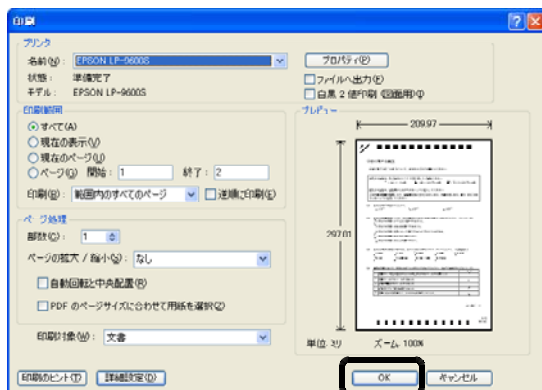 印刷
プリンタ
名前(N): EPSON LP-9600S
プロパティ(P)
状態: 準備完了
ファイルへ出力(F)
モデル: EPSON LP-9600S
白黒 2 値印刷 (図面用)(I)
印刷範囲
すべて(A)
現在の表示(V)
現在のページ(U)
ページ(G) 開始: 1 終了: 2
印刷(R): 範囲内のすべてのページ 逆順に印刷(E)
ページ処理
部数(C): 1
ページの拡大 / 縮小(S): なし
自動回転と中央配置(R)
PDF のページサイズに合わせて用紙を選択(Z)
印刷対象(W): 文書
プレビュー
209.97
297.01
単位: ミリ ズーム: 100%
印刷のヒント(T) 詳細設定(D) OK キャンセル